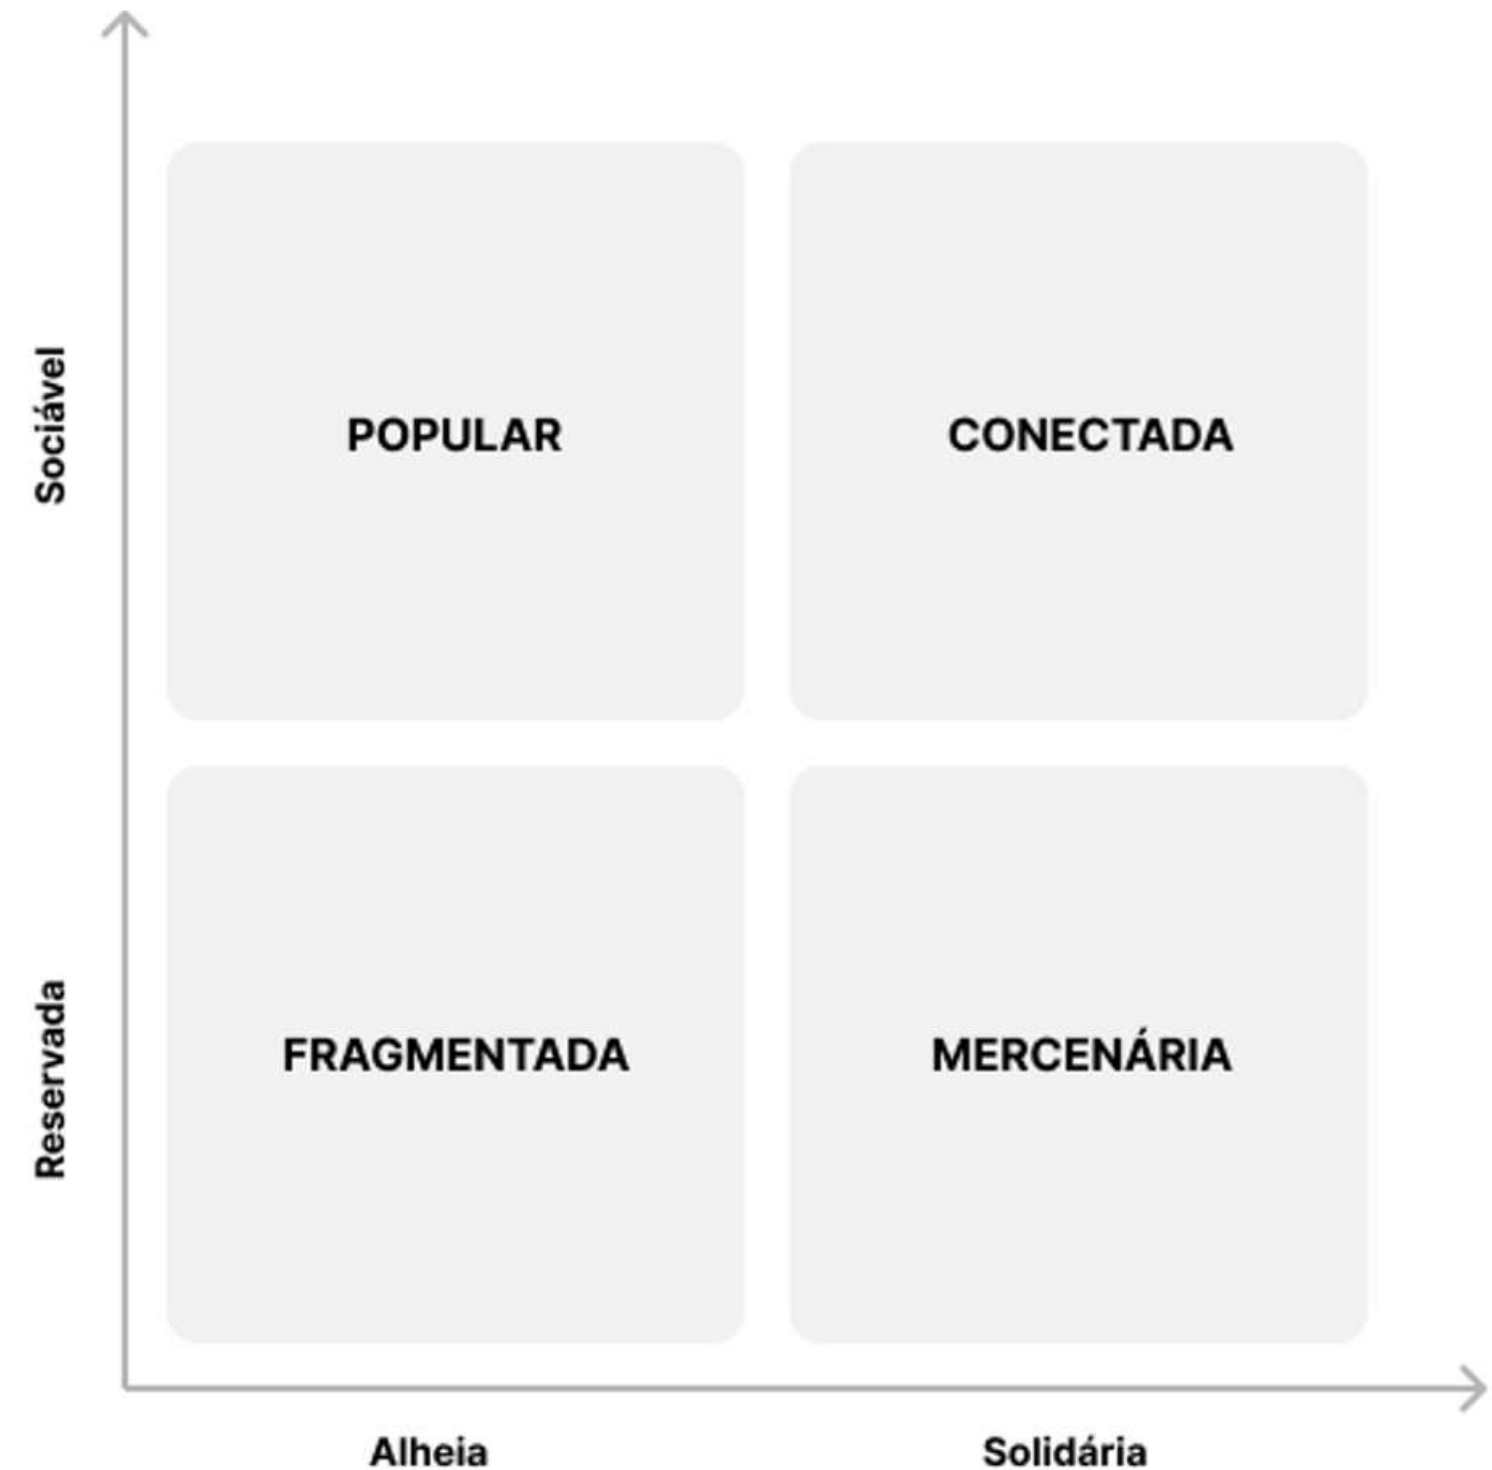 Sociável
POPULAR
CONECTADA
Reservada
FRAGMENTADA
MERCENÁRIA
Alheia
Solidária